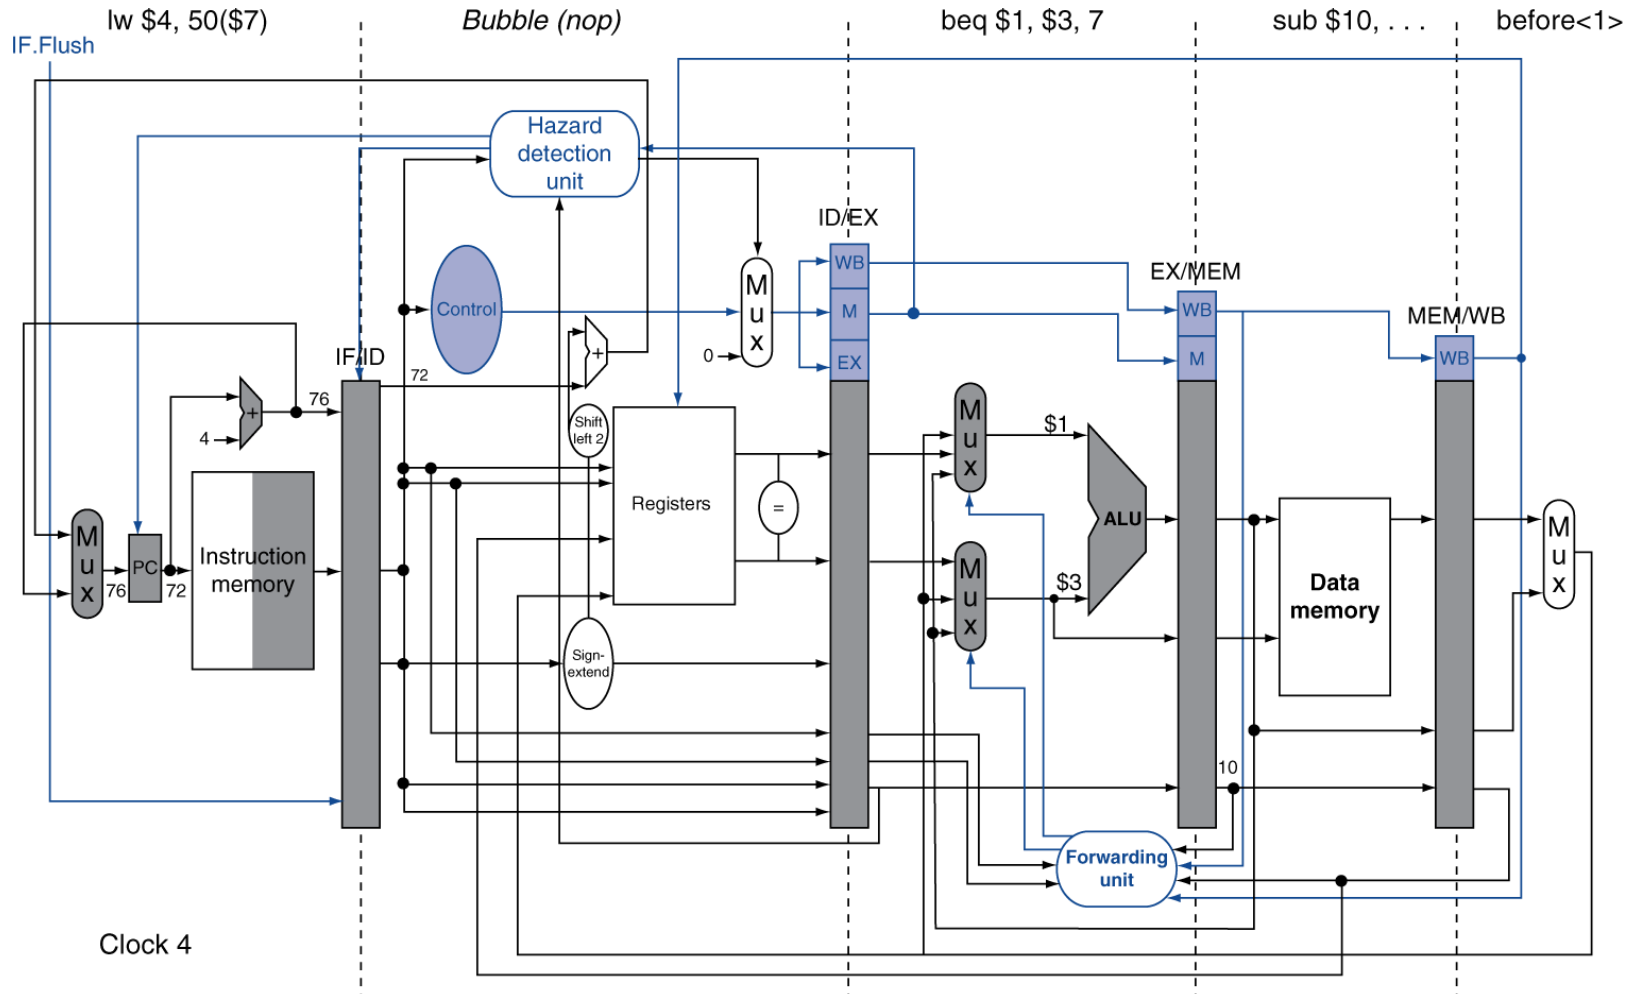 lw $4, 50($7)
Bubble (nop)
beq $1, $3, 7
sub $10, . . .
before<1>
IF.Flush
Hazard
detection
unit
ID/EX
WB
EX/MEM
Control
M
u
x
M
WB
MEM/WB
0
EX
M
WB
IF/ID
72
+
76
+
4
Shift
left 2
M
u
x
$1
Registers
=
ALU
M
u
x
PC
76
72
Instruction
memory
M
u
x
$3
Data
memory
M
u
x
Sign-
extend
10
Forwarding
unit
Clock 4